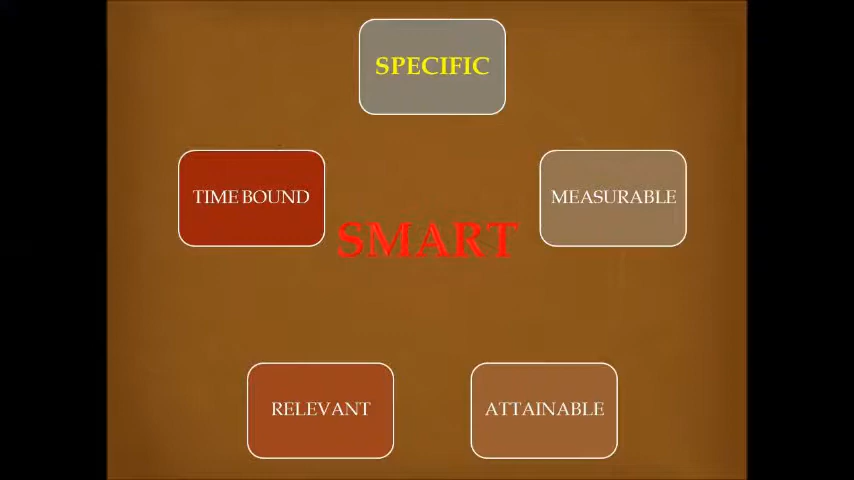 SPECIFIC
TIME BOUND
MEASURABLE
SMART
RELEVANT
ATTAINABLE